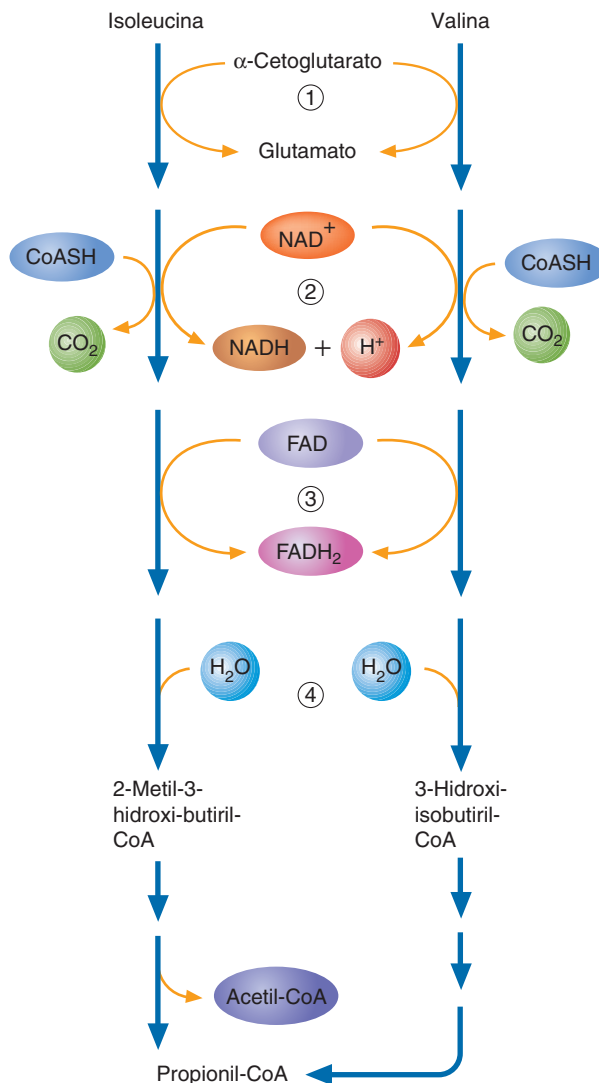 Isoleucina
Valina
α-Cetoglutarato
①
Glutamato
NAD⁺
CoASH
CoASH
②
CO₂
NADH + H⁺
CO₂
FAD
③
FADH₂
H₂O
H₂O
④
2-Metil-3-
hidroxi-butiril-
CoA
3-Hidroxi-
isobutiril-
CoA
Acetil-CoA
Propionil-CoA